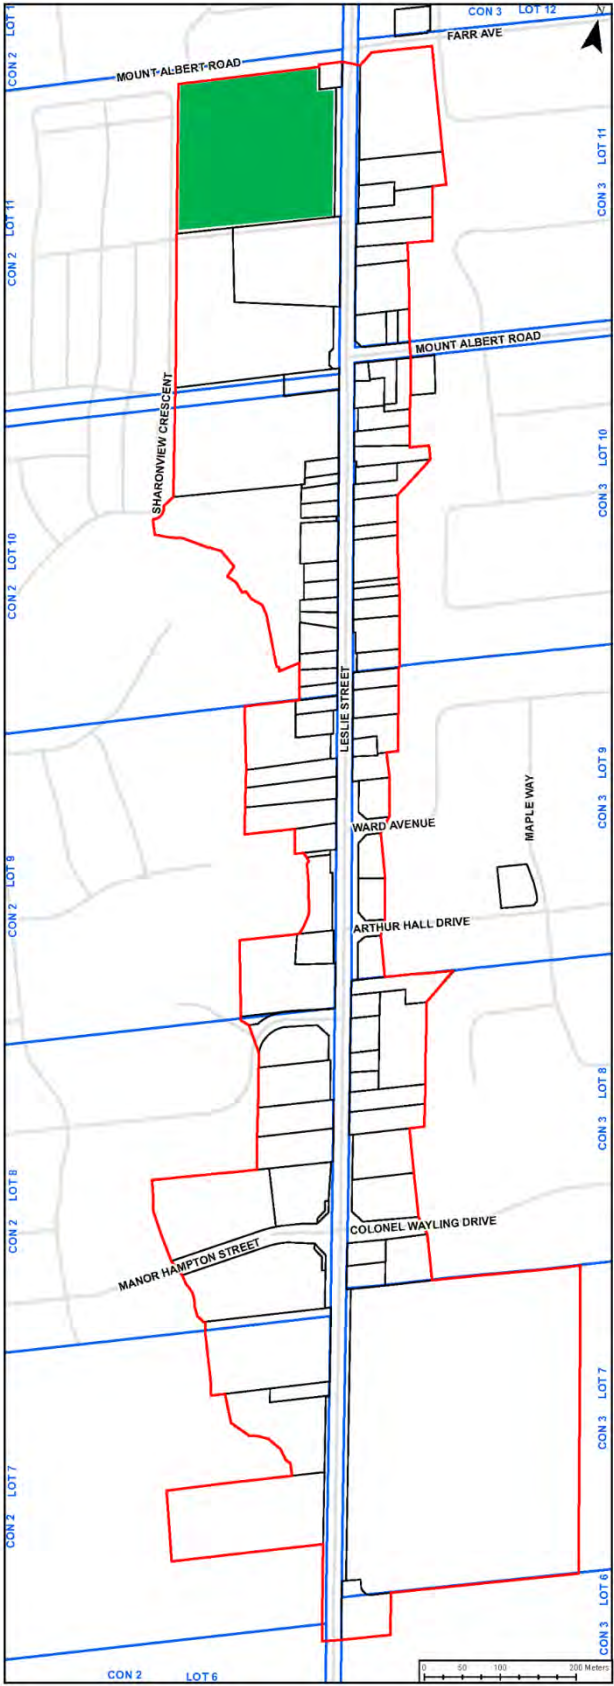 CON 3 LOT 12
N
FARR AVE
MOUNT ALBERT ROAD
CON 2 LOT 1
CON 3 LOT 11
CON 2 LOT 11
MOUNT ALBERT ROAD
SHARONVIEW CRESCENT
CON 3 LOT 10
CON 2 LOT 10
LESLIE STREET
CON 3 LOT 9
MAPLE WAY
WARD AVENUE
CON 2 LOT 9
ARTHUR HALL DRIVE
CON 3 LOT 8
CON 2 LOT 8
COLONEL WAYLING DRIVE
MANOR HAMPTON STREET
CON 3 LOT 7
CON 2 LOT 7
CON 3 LOT 6
CON 2 LOT 6
0 50 100 200 Meters